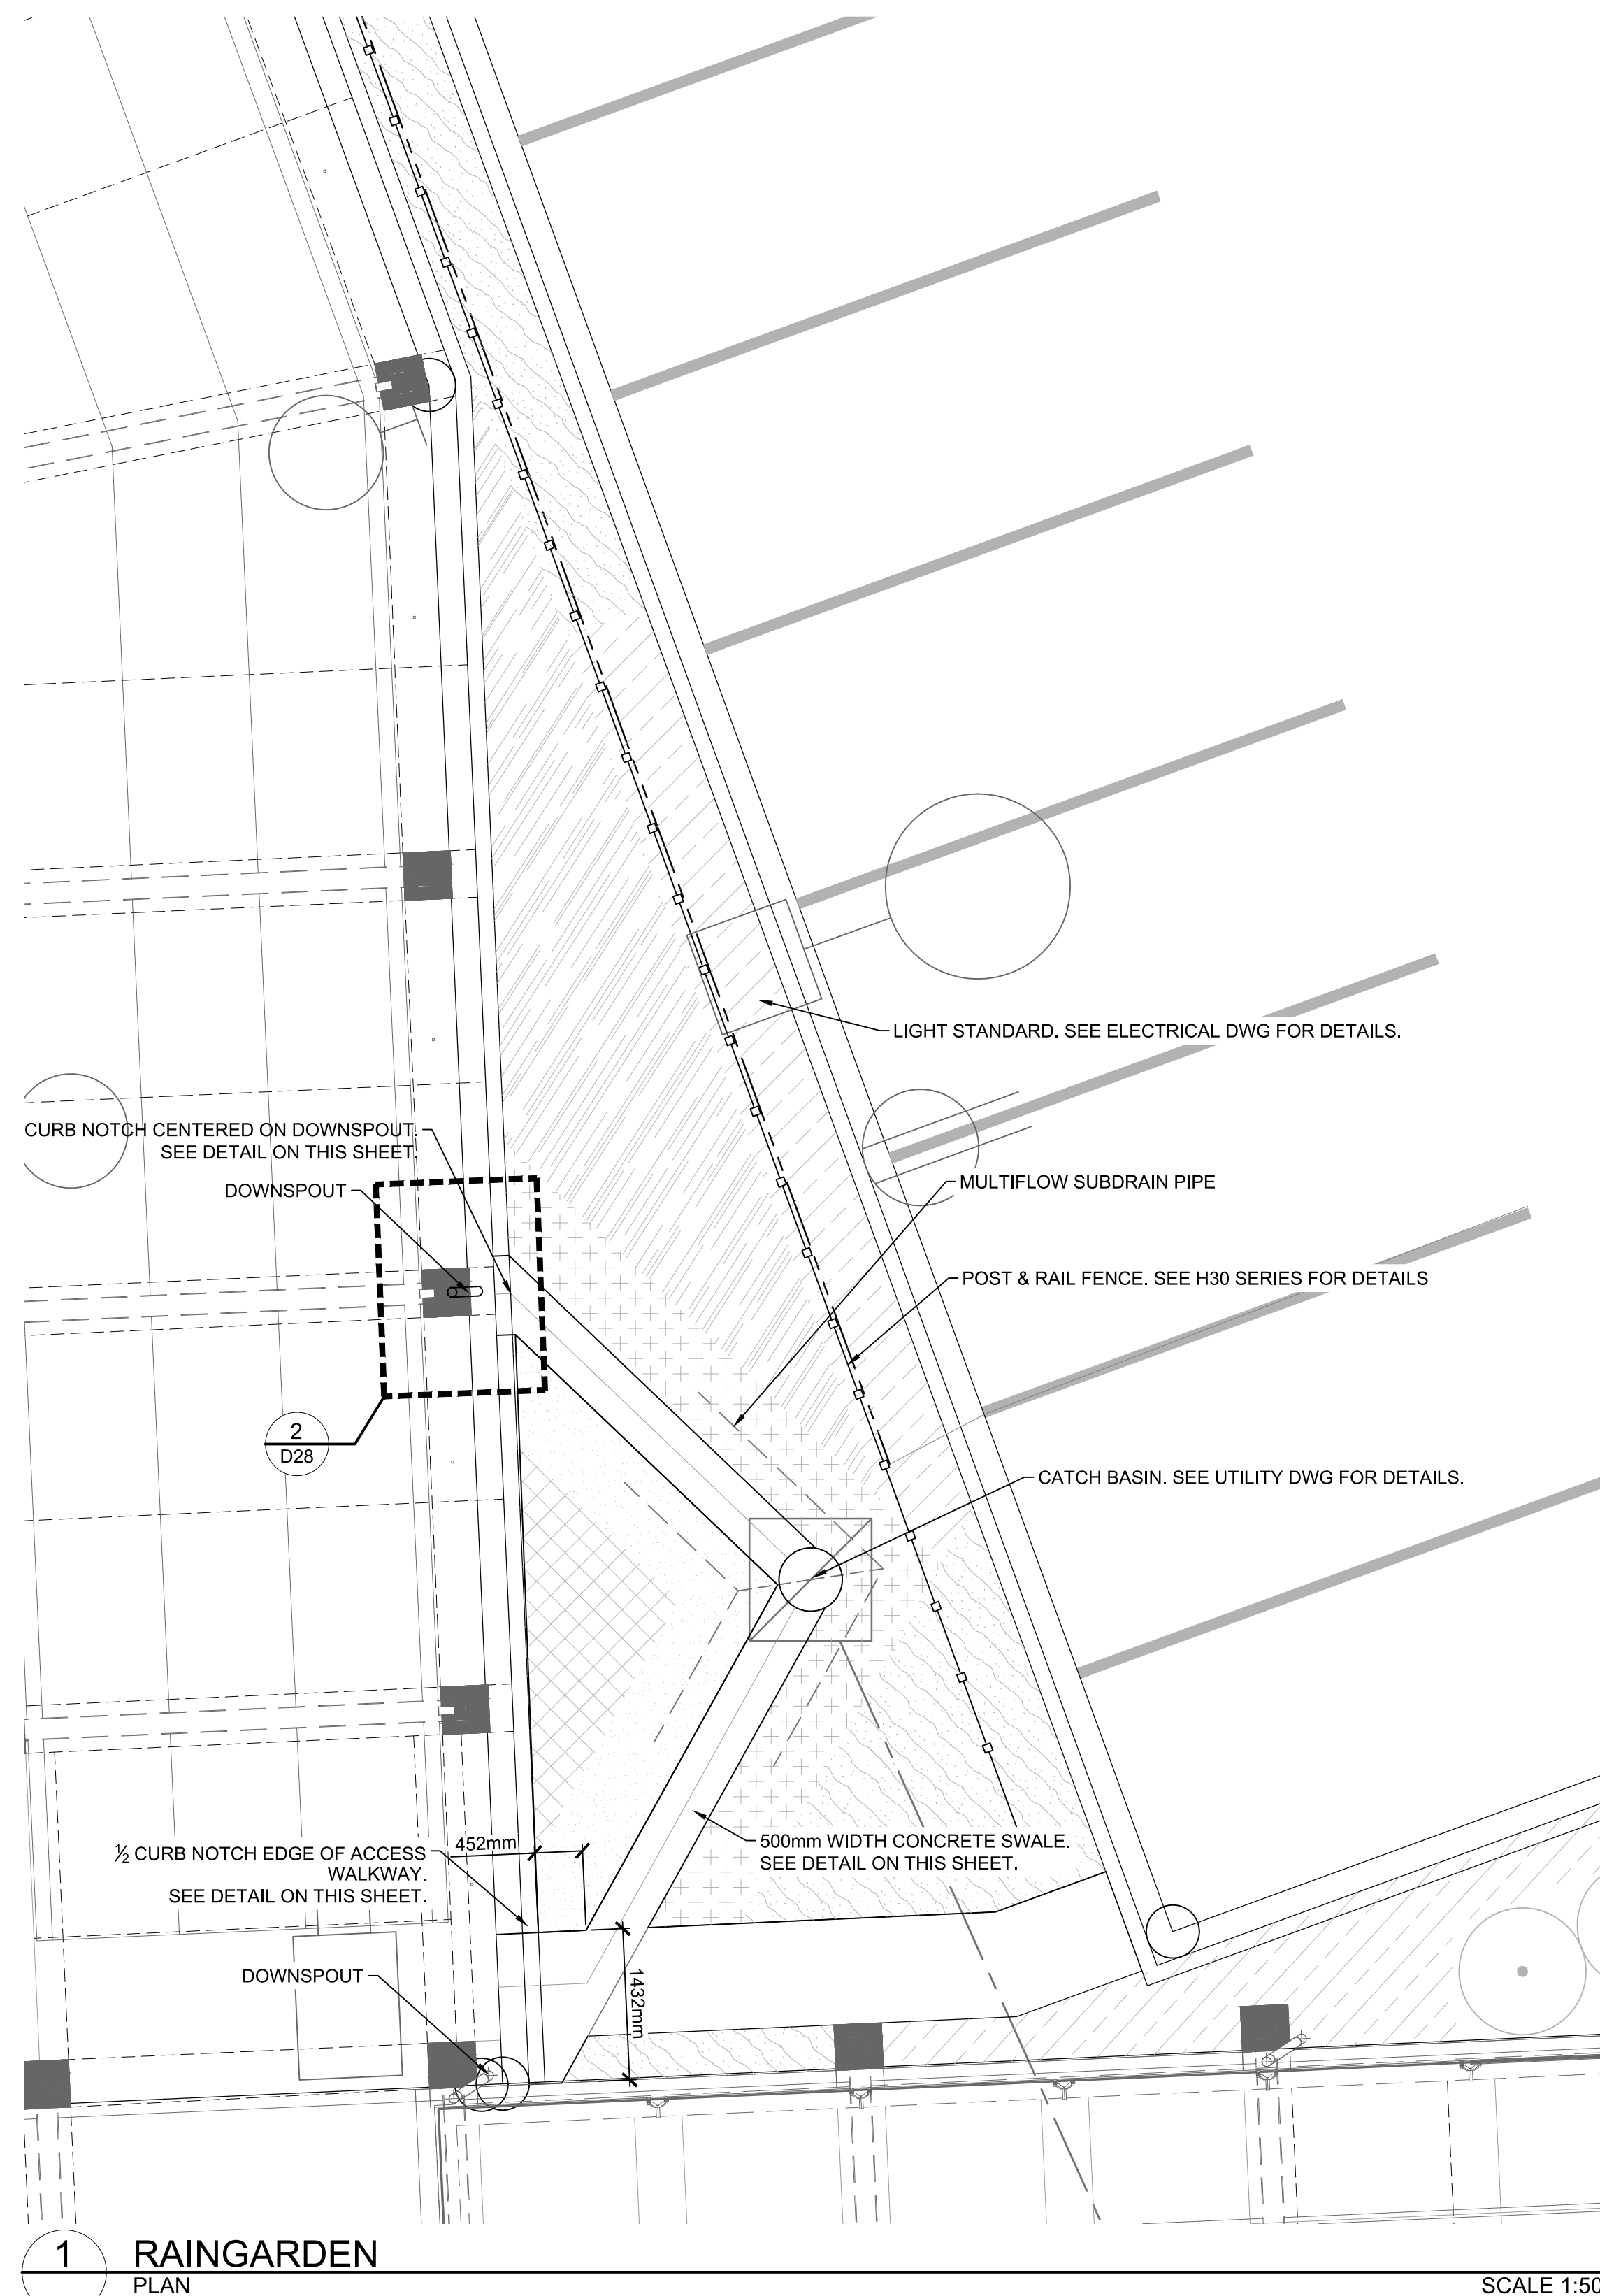 LIGHT STANDARD. SEE ELECTRICAL DWG FOR DETAILS.
CURB NOTCH CENTERED ON DOWNSPOUT.
SEE DETAIL ON THIS SHEET.
DOWNSPOUT
MULTIFLOW SUBDRAIN PIPE
POST & RAIL FENCE. SEE H30 SERIES FOR DETAILS
2
D28
CATCH BASIN. SEE UTILITY DWG FOR DETAILS.
452mm
½ CURB NOTCH EDGE OF ACCESS
WALKWAY.
SEE DETAIL ON THIS SHEET.
500mm WIDTH CONCRETE SWALE.
SEE DETAIL ON THIS SHEET.
DOWNSPOUT
1432mm
1
RAINGARDEN
PLAN
SCALE 1:50